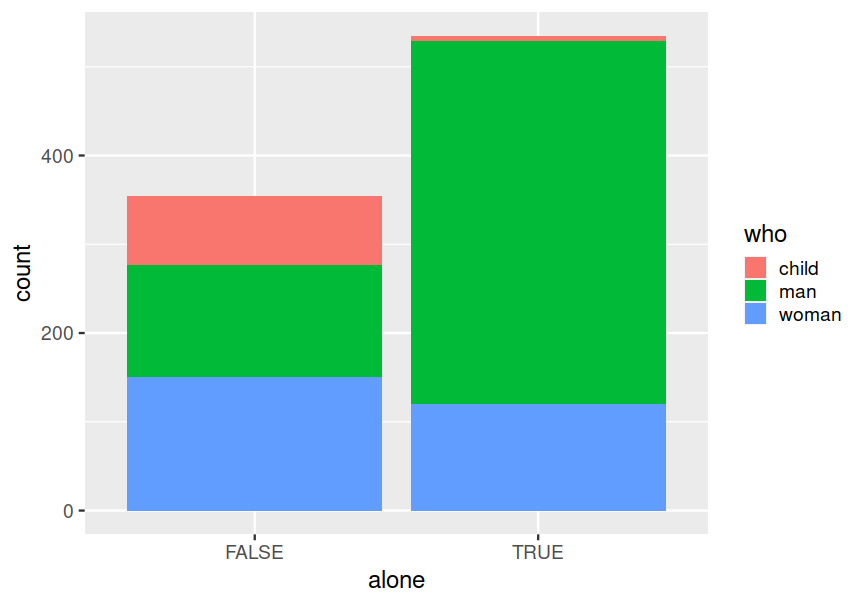 count
400
200
0
FALSE
TRUE
alone
who
child
man
woman